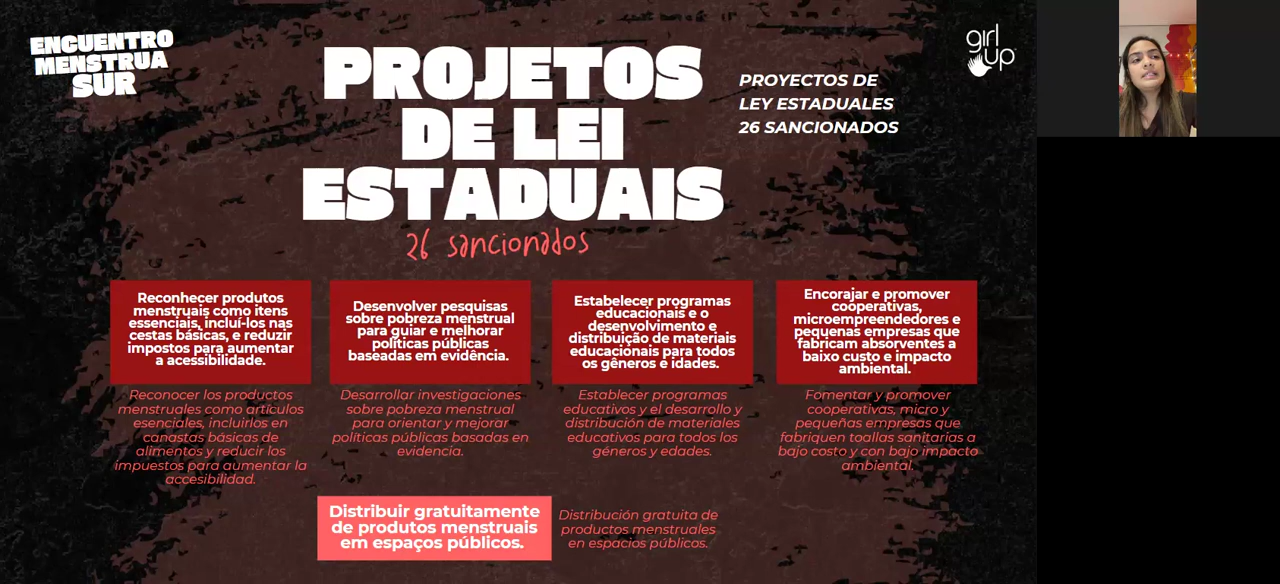 ENCUENTRO
MENSTRUA
SUR
PROJETOS
DE LEI
ESTADUAIS
26 sancionados
PROYECTOS DE
LEY ESTADUALES
26 SANCIONADOS
girl
up
Reconhecer produtos
menstruais como itens
essenciais, incluí-los nas
cestas básicas, e reduzir
impostos para aumentar
a acessibilidade.
Reconocer los productos
menstruales como artículos
esenciales, incluirlos en
canastas básicas de
alimentos y reducir los
impuestos para aumentar la
accesibilidad.
Desenvolver pesquisas
sobre pobreza menstrual
para guiar e melhorar
políticas públicas
baseadas em evidência.
Desarrollar investigaciones
sobre pobreza menstrual
para orientar y mejorar
políticas públicas basadas en
evidencia.
Estabelecer programas
educacionais e o
desenvolvimento e
distribuição de materiais
educacionais para todos
os gêneros e idades.
Establecer programas
educativos y el desarrollo y
distribución de materiales
educativos para todos los
géneros y edades.
Encorajar e promover
cooperativas,
microempreendedores e
pequenas empresas que
fabricam absorventes a
baixo custo e impacto
ambiental.
Fomentar y promover
cooperativas, micro y
pequeñas empresas que
fabriquen toallas sanitarias a
bajo costo y con bajo impacto
ambiental.
Distribuir gratuitamente
de produtos menstruais
em espaços públicos.
Distribución gratuita de
productos menstruales
en espacios públicos.